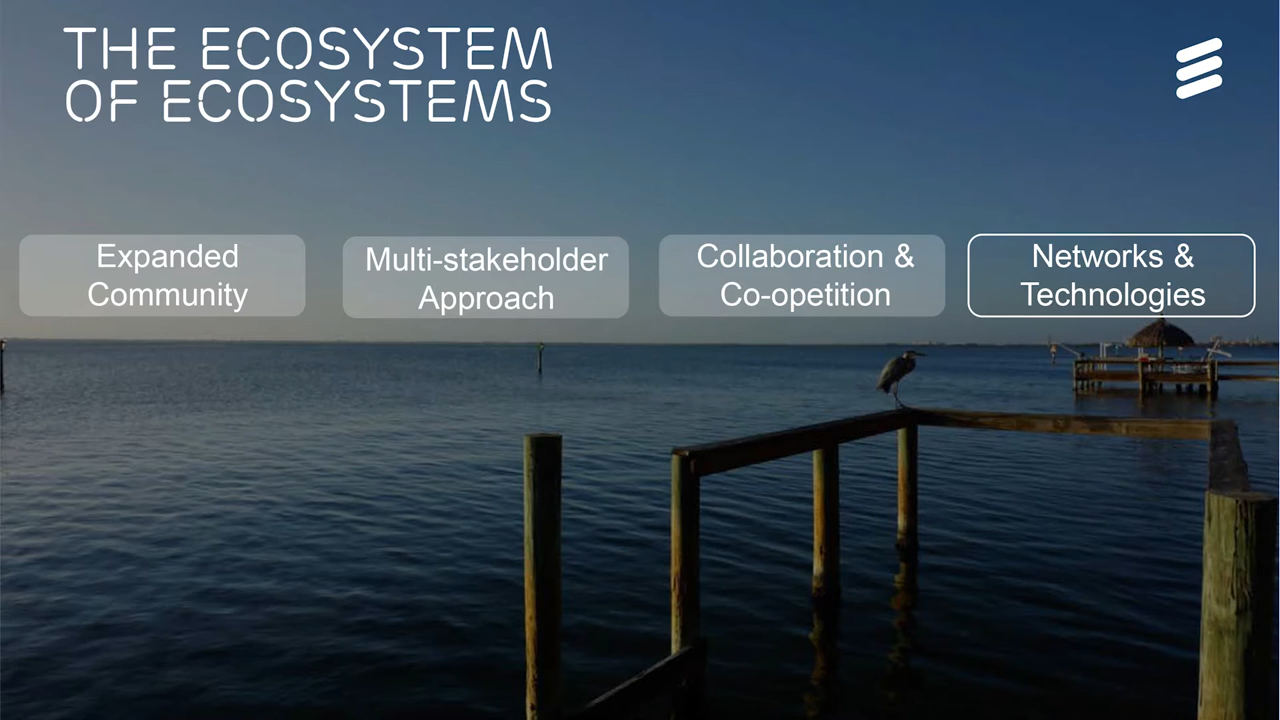 THE ECOSYSTEM
OF ECOSYSTEMS
Expanded
Community
Multi-stakeholder
Approach
Collaboration &
Co-opetition
Networks &
Technologies